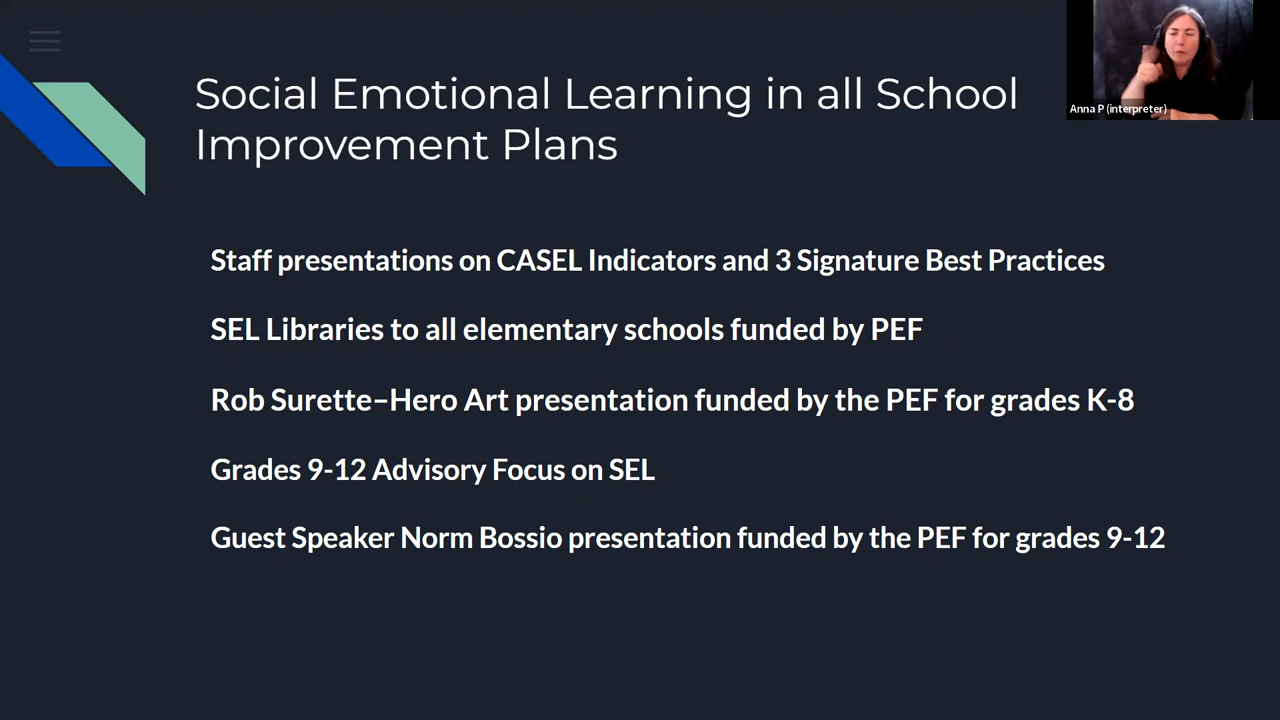 Social Emotional Learning in all School
Improvement Plans
Anna P (interpreter)
Staff presentations on CASEL Indicators and 3 Signature Best Practices
SEL Libraries to all elementary schools funded by PEF
Rob Surette–Hero Art presentation funded by the PEF for grades K-8
Grades 9-12 Advisory Focus on SEL
Guest Speaker Norm Bossio presentation funded by the PEF for grades 9-12